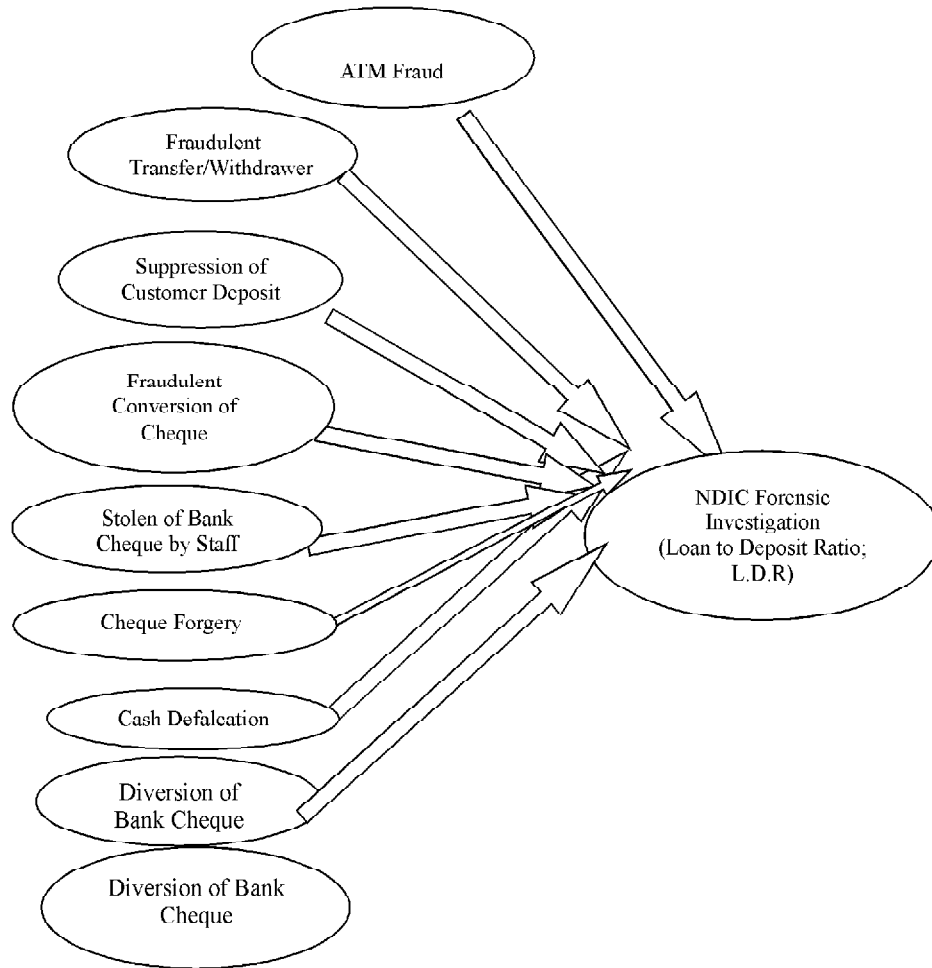 ATM Fraud
Fraudulent
Transfer/Withdrawer
Suppression of
Customer Deposit
Fraudulent
Conversion of
Cheque
Stolen of Bank
Cheque by Staff
Cheque Forgery
Cash Defalcation
Diversion of
Bank Cheque
Diversion of Bank
Cheque
NDIC Forensic
Investigation
(Loan to Deposit Ratio;
L.D.R)